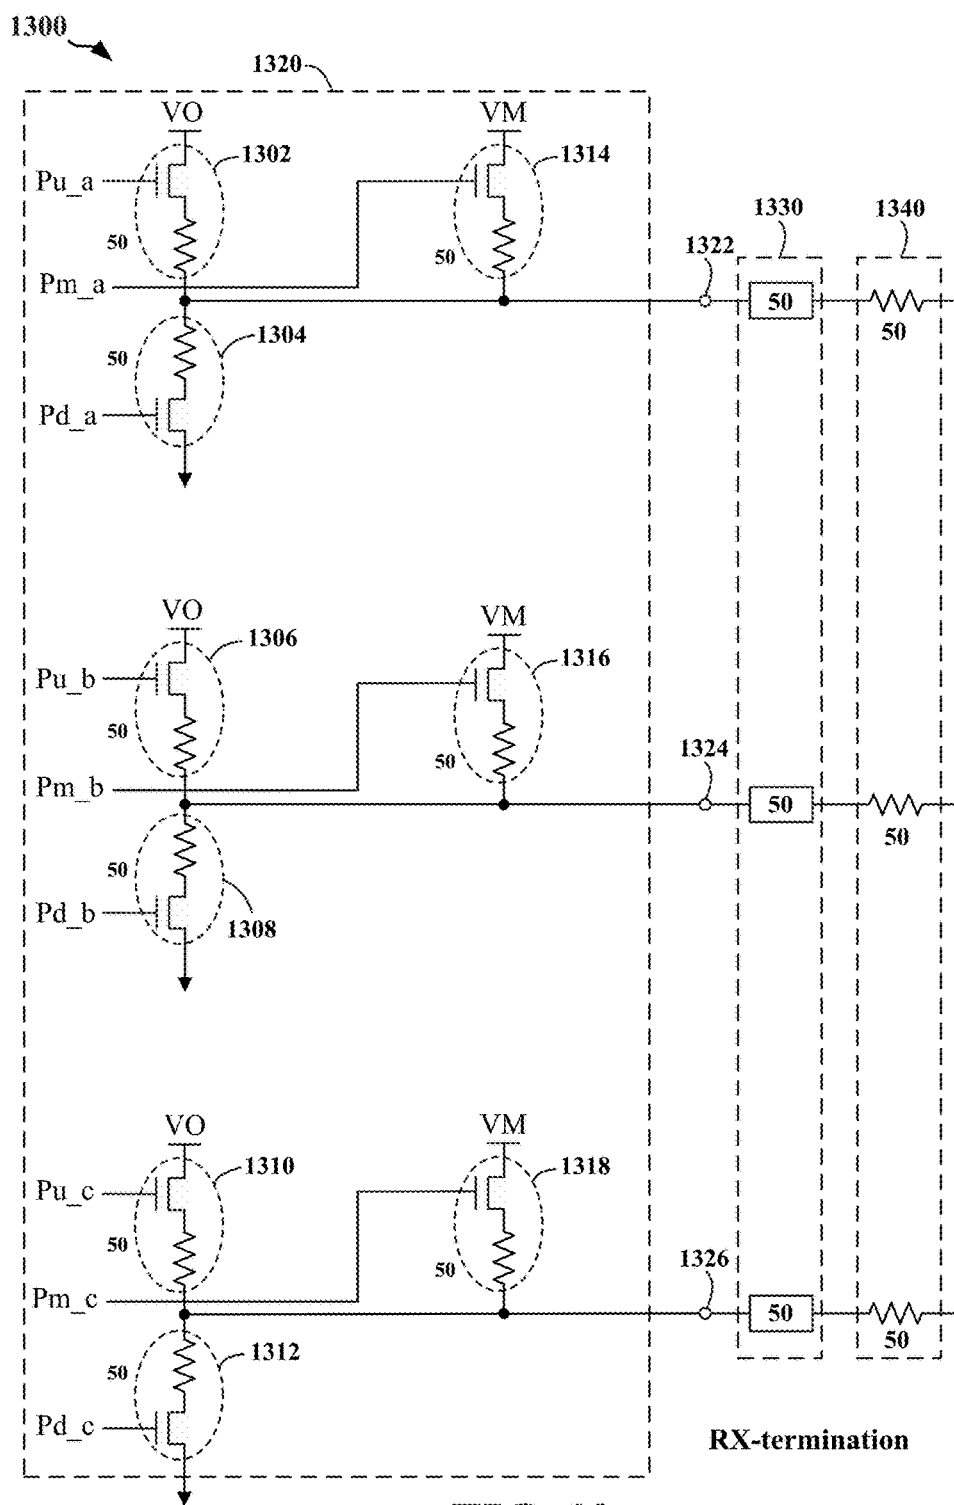 1300
1320
VO
VM
1302
1314
Pu_a
50
50
Pm_a
1322
1330
1340
50
50
1304
50
Pd_a
VO
VM
1306
1316
Pu_b
50
50
Pm_b
1324
50
50
50
Pd_b
1308
VO
VM
1310
1318
Pu_c
50
50
Pm_c
1326
50
50
1312
50
Pd_c
RX-termination